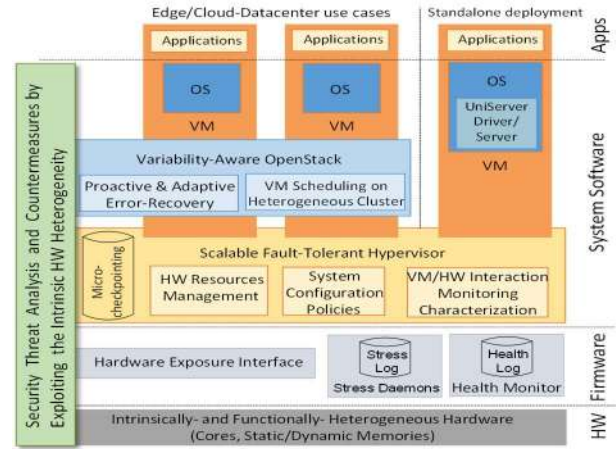 Edge/Cloud-Datacenter use cases
Standalone deployment
Applications
Applications
Applications
Apps
OS
OS
OS
UniServer
Driver/
Server
VM
VM
VM
Variability-Aware OpenStack
Proactive & Adaptive
Error-Recovery
VM Scheduling on
Heterogeneous Cluster
System Software
Scalable Fault-Tolerant Hypervisor
Micro-
checkpointing
HW Resources
Management
System
Configuration
Policies
VM/HW Interaction
Monitoring
Characterization
Hardware Exposure Interface
Stress
Log
Stress Daemons
Health
Log
Health Monitor
Firmware
Intrinsically- and Functionally- Heterogeneous Hardware
(Cores, Static/Dynamic Memories)
HW
Security Threat Analysis and Countermeasures by
Exploiting the Intrinsic HW Heterogeneity